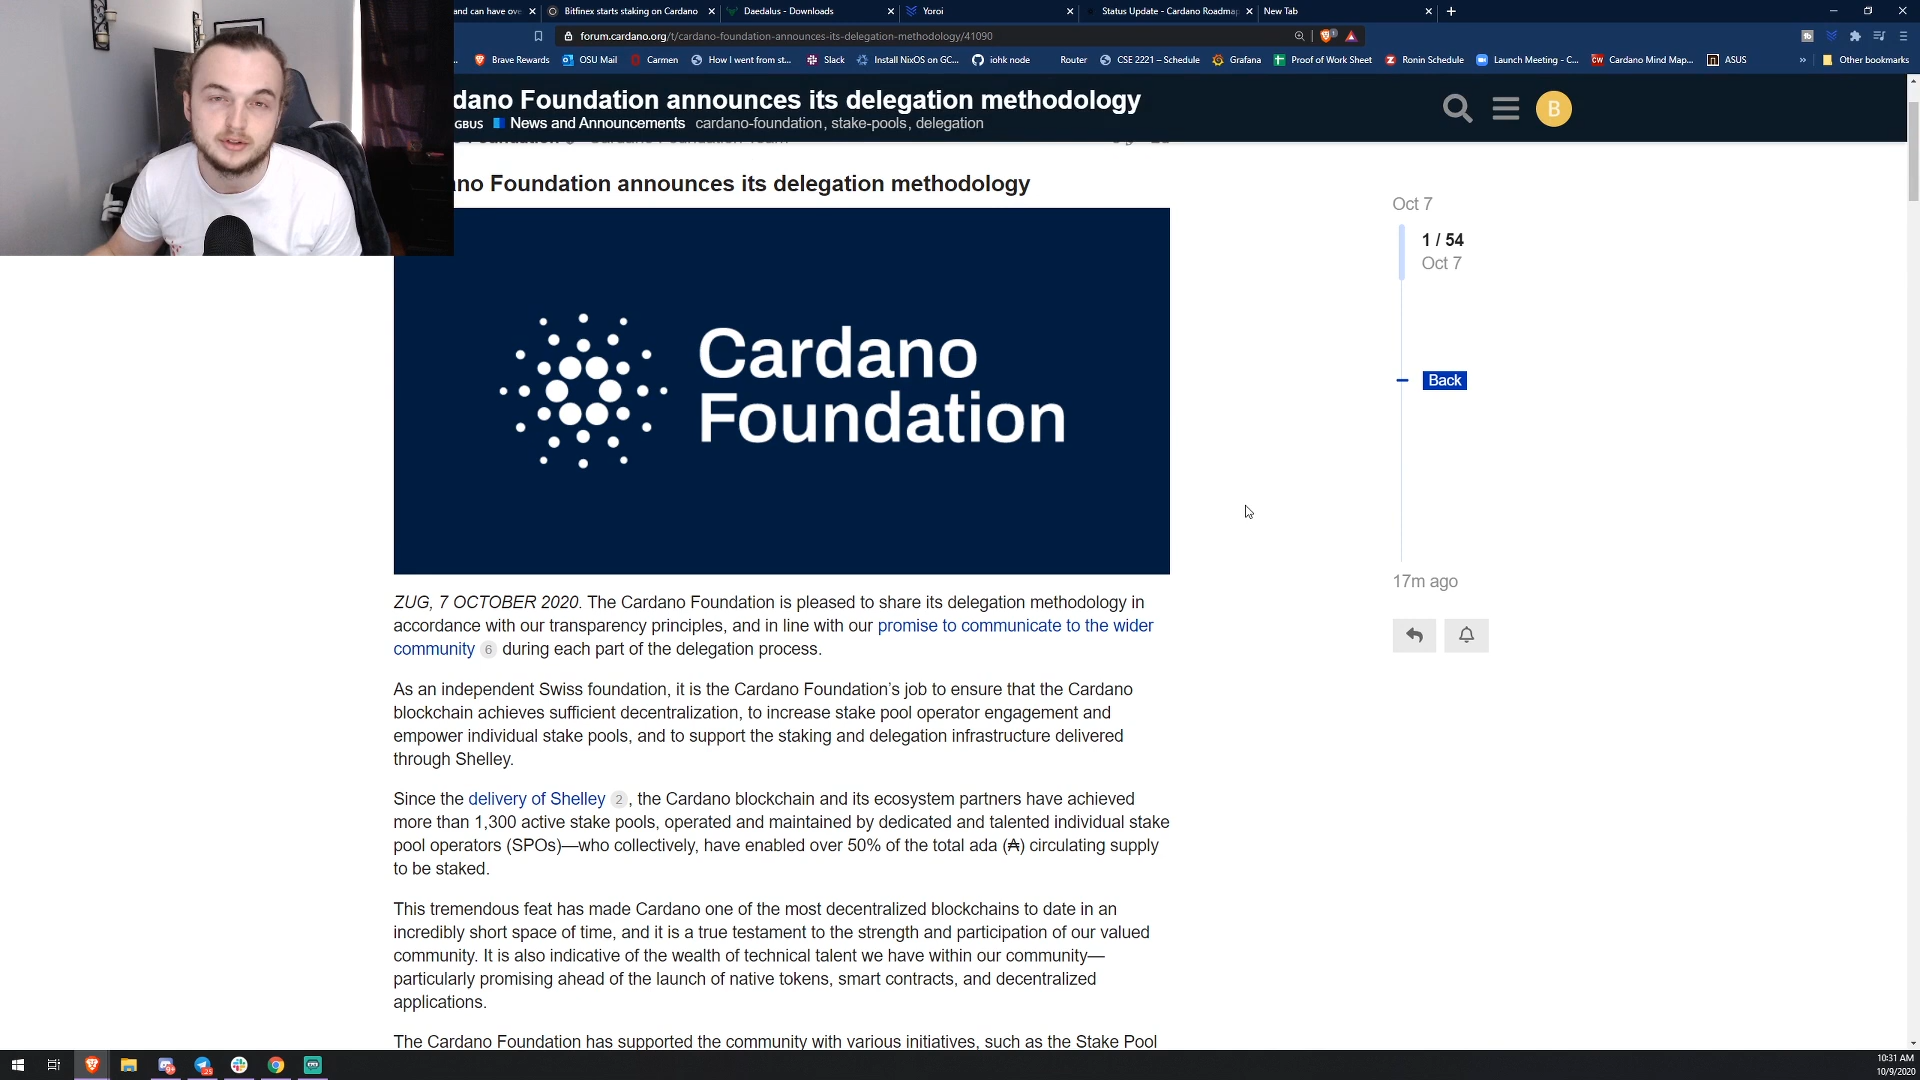 and can have ove
Bitfinex starts staking on Cardano
Daedalus - Downloads
Yoroi
Status Update - Cardano Roadmap
New Tab
forum.cardano.org/t/cardano-foundation-announces-its-delegation-methodology/41090
Brave Rewards
OSU Mail
Carmen
How I went from st...
Slack
Install NixOS on GC...
iohk node
Router
CSE 2221 – Schedule
Grafana
Proof of Work Sheet
Ronin Schedule
Launch Meeting - C...
Cardano Mind Map...
ASUS
»
Other bookmarks
dano Foundation announces its delegation methodology
GBUS News and Announcements cardano-foundation, stake-pools, delegation
B
no Foundation announces its delegation methodology
Cardano
Foundation
Oct 7
1 / 54
Oct 7
Back
17m ago
ZUG, 7 OCTOBER 2020. The Cardano Foundation is pleased to share its delegation methodology in
accordance with our transparency principles, and in line with our promise to communicate to the wider
community 6 during each part of the delegation process.
As an independent Swiss foundation, it is the Cardano Foundation’s job to ensure that the Cardano
blockchain achieves sufficient decentralization, to increase stake pool operator engagement and
empower individual stake pools, and to support the staking and delegation infrastructure delivered
through Shelley.
Since the delivery of Shelley 2, the Cardano blockchain and its ecosystem partners have achieved
more than 1,300 active stake pools, operated and maintained by dedicated and talented individual stake
pool operators (SPOs)—who collectively, have enabled over 50% of the total ada (₳) circulating supply
to be staked.
This tremendous feat has made Cardano one of the most decentralized blockchains to date in an
incredibly short space of time, and it is a true testament to the strength and participation of our valued
community. It is also indicative of the wealth of technical talent we have within our community—
particularly promising ahead of the launch of native tokens, smart contracts, and decentralized
applications.
The Cardano Foundation has supported the community with various initiatives, such as the Stake Pool
10:31 AM
10/9/2020